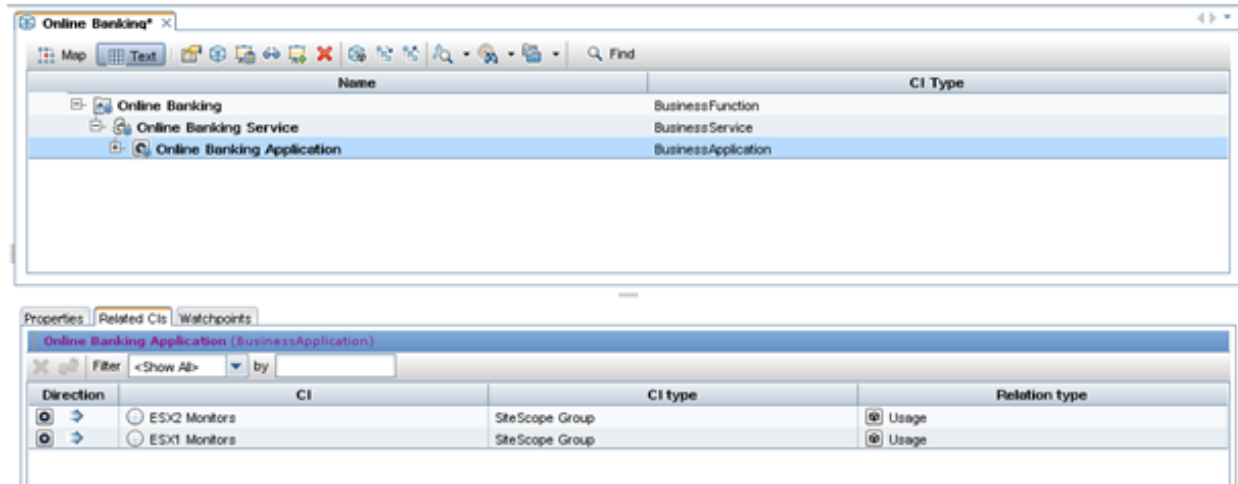 Online Banking*
Map Text Find
Name CI Type
Online Banking BusinessFunction
Online Banking Service BusinessService
Online Banking Application BusinessApplication
Properties Related CIs Watchpoints
Online Banking Application (BusinessApplication)
Filter <Show All> by
Direction CI CI type Relation type
ESX2 Monitors SiteScope Group Usage
ESX1 Monitors SiteScope Group Usage